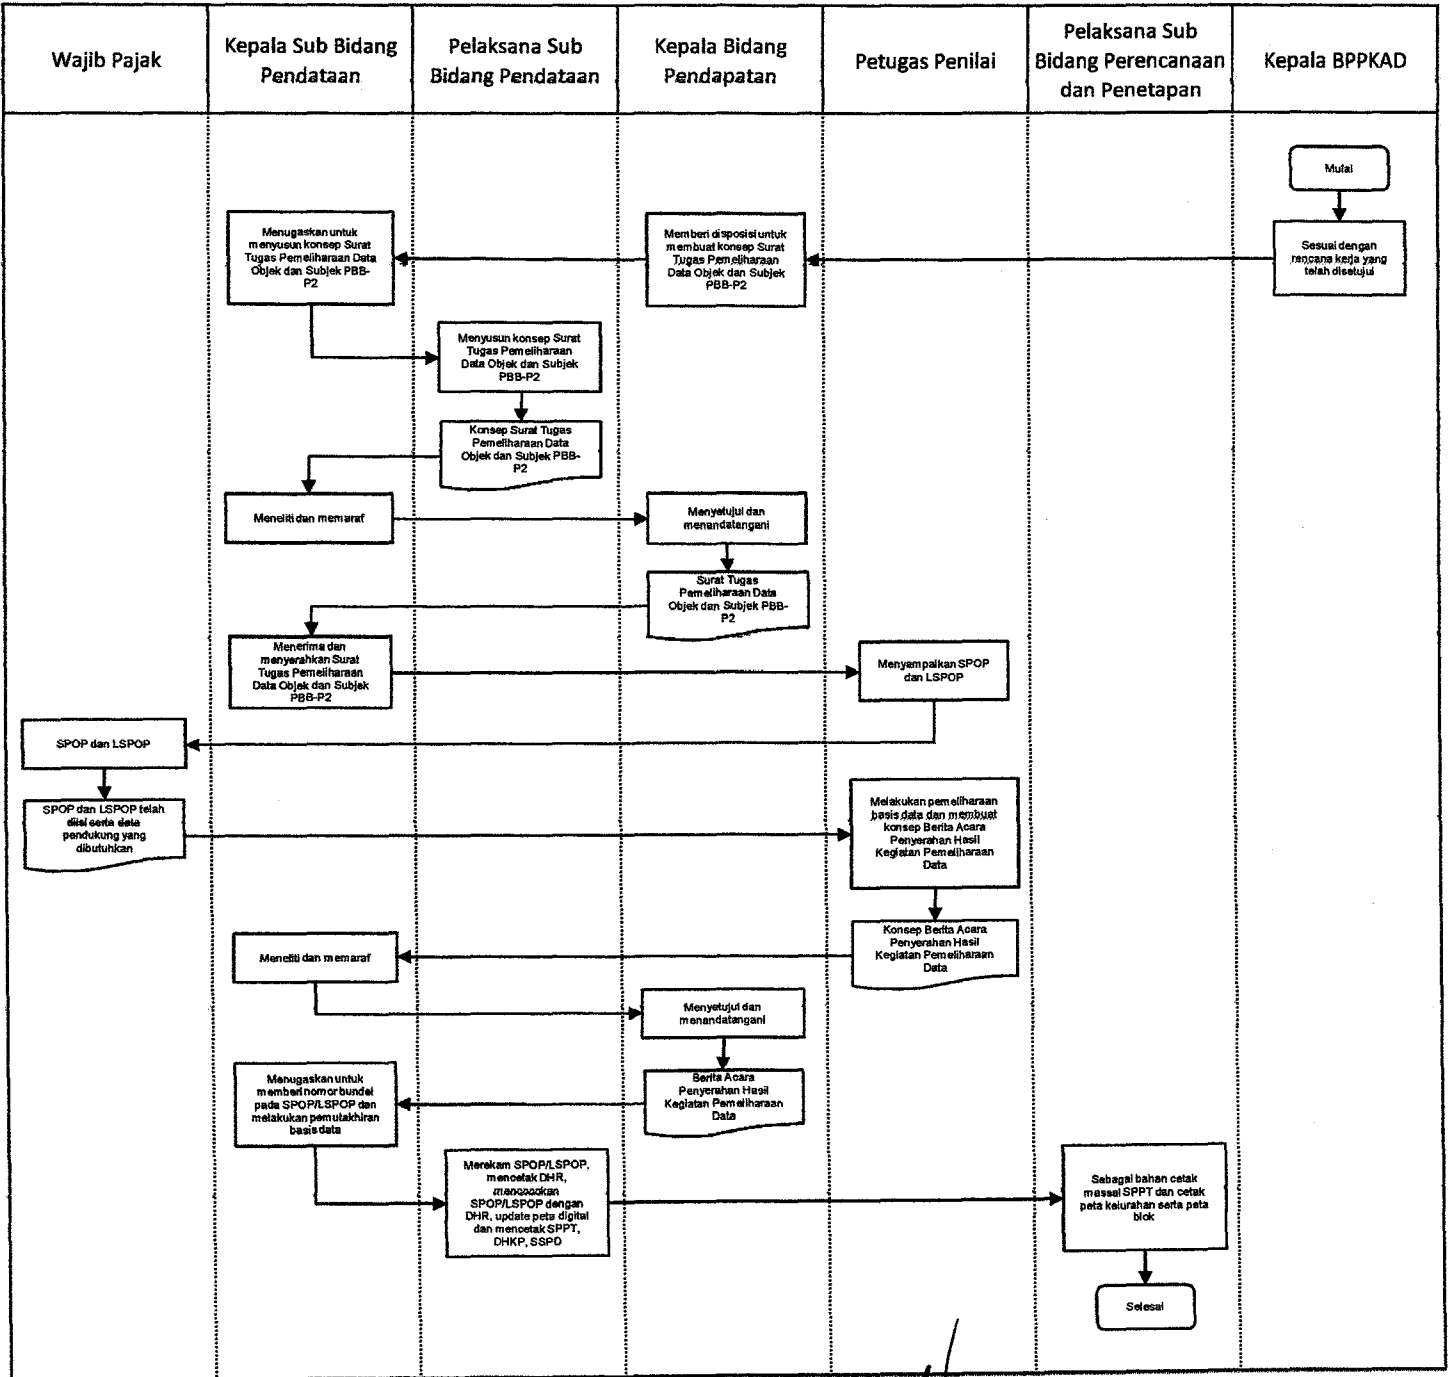 Wajib Pajak
Kepala Sub Bidang
Pendataan
Pelaksana Sub
Bidang Pendataan
Kepala Bidang
Pendapatan
Petugas Penilai
Pelaksana Sub
Bidang Perencanaan
dan Penetapan
Kepala BPPKAD
Mulai
Sesuai dengan
rencana kerja yang
telah disetujui
Memberi disposisi untuk
membuat konsep Surat
Tugas Pemeliharaan
Data Objek dan Subjek
PBB-P2
Menugaskan untuk
menyusun konsep Surat
Tugas Pemeliharaan Data
Objek dan Subjek PBB-
P2
Menyusun konsep Surat
Tugas Pemeliharaan
Data Objek dan Subjek
PBB-P2
Konsep Surat Tugas
Pemeliharaan Data
Objek dan Subjek PBB-
P2
Meneliti dan memaraf
Menyetujui dan
menandatangani
Surat Tugas
Pemeliharaan Data
Objek dan Subjek PBB-
P2
Menerima dan
menyerahkan Surat
Tugas Pemeliharaan
Data Objek dan Subjek
PBB-P2
Menyampaikan SPOP
dan LSPOP
SPOP dan LSPOP
SPOP dan LSPOP telah
diisi serta data
pendukung yang
dibutuhkan
Melakukan pemeliharaan
basis data dan membuat
konsep Berita Acara
Penyerahan Hasil
Kegiatan Pemeliharaan
Data
Konsep Berita Acara
Penyerahan Hasil
Kegiatan Pemeliharaan
Data
Meneliti dan memaraf
Menyetujui dan
menandatangani
Berita Acara
Penyerahan Hasil
Kegiatan Pemeliharaan
Data
Menugaskan untuk
memberi nomor bundel
pada SPOP/LSPOP dan
melakukan pemutakhiran
basis data
Merekam SPOP/LSPOP,
mencetak DHR,
mencocokan
SPOP/LSPOP dengan
DHR, update peta digital
dan mencetak SPPT,
DHKP, SSPD
Sebagai bahan cetak
massal SPPT dan cetak
peta kelurahan serta peta
blok
Selesai